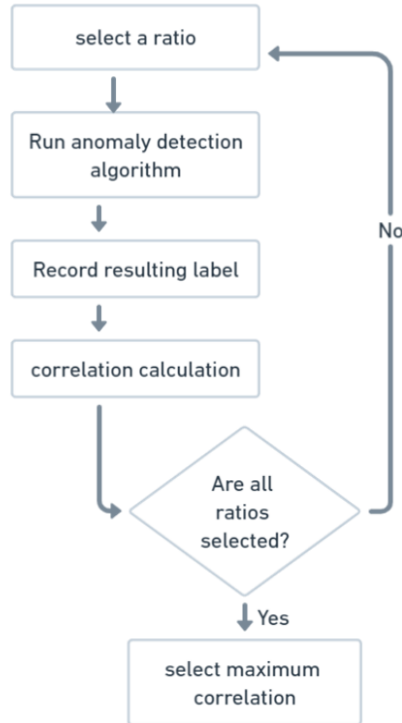 select a ratio
Run anomaly detection
algorithm
Record resulting label
correlation calculation
No
Are all
ratios
selected?
Yes
select maximum
correlation